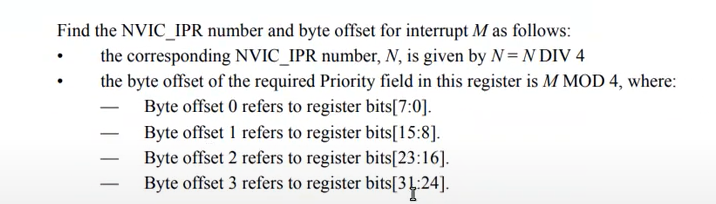 Find the NVIC_IPR number and byte offset for interrupt M as follows:
• the corresponding NVIC_IPR number, N, is given by N = N DIV 4
• the byte offset of the required Priority field in this register is M MOD 4, where:
— Byte offset 0 refers to register bits[7:0].
— Byte offset 1 refers to register bits[15:8].
— Byte offset 2 refers to register bits[23:16].
— Byte offset 3 refers to register bits[31:24].